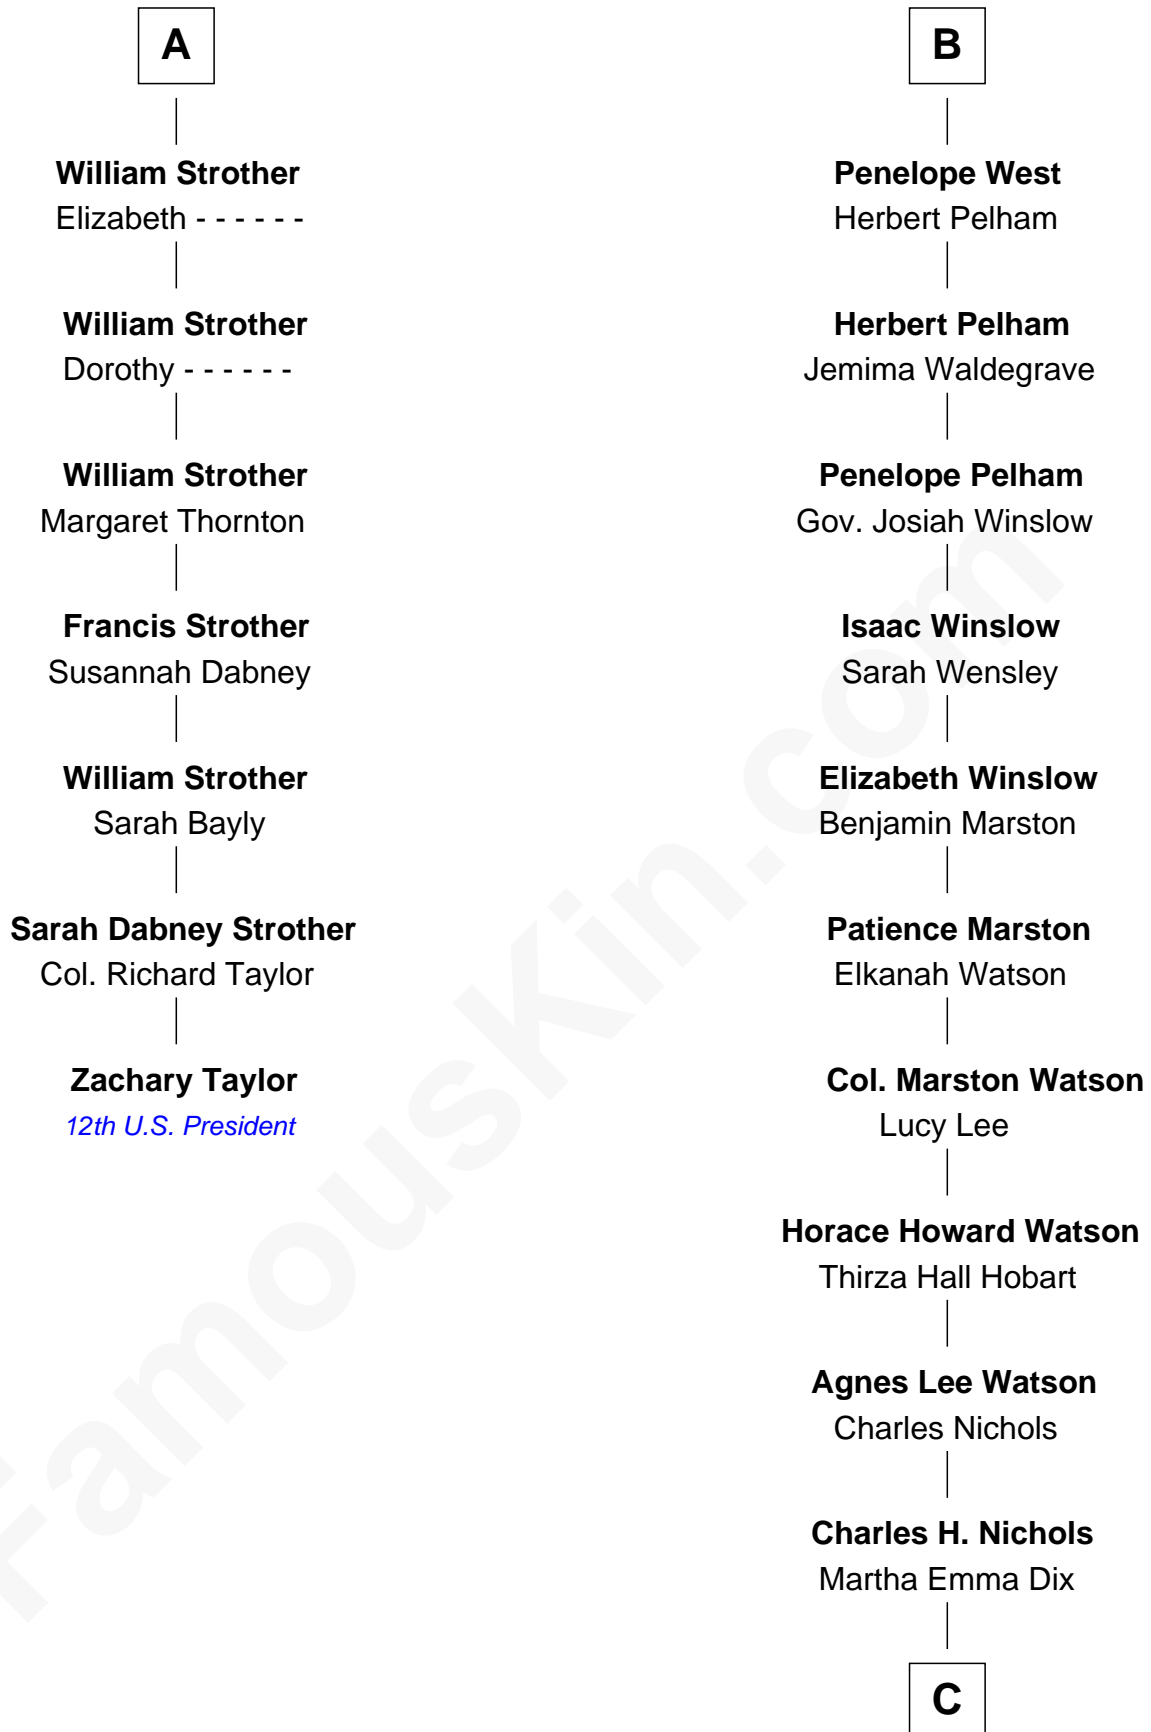 A
William Strother
Elizabeth - - - - - -
William Strother
Dorothy - - - - - -
William Strother
Margaret Thornton
Francis Strother
Susannah Dabney
William Strother
Sarah Bayly
Sarah Dabney Strother
Col. Richard Taylor
Zachary Taylor
12th U.S. President
B
Penelope West
Herbert Pelham
Herbert Pelham
Jemima Waldegrave
Penelope Pelham
Gov. Josiah Winslow
Isaac Winslow
Sarah Wensley
Elizabeth Winslow
Benjamin Marston
Patience Marston
Elkanah Watson
Col. Marston Watson
Lucy Lee
Horace Howard Watson
Thirza Hall Hobart
Agnes Lee Watson
Charles Nichols
Charles H. Nichols
Martha Emma Dix
C
FamousKin.com